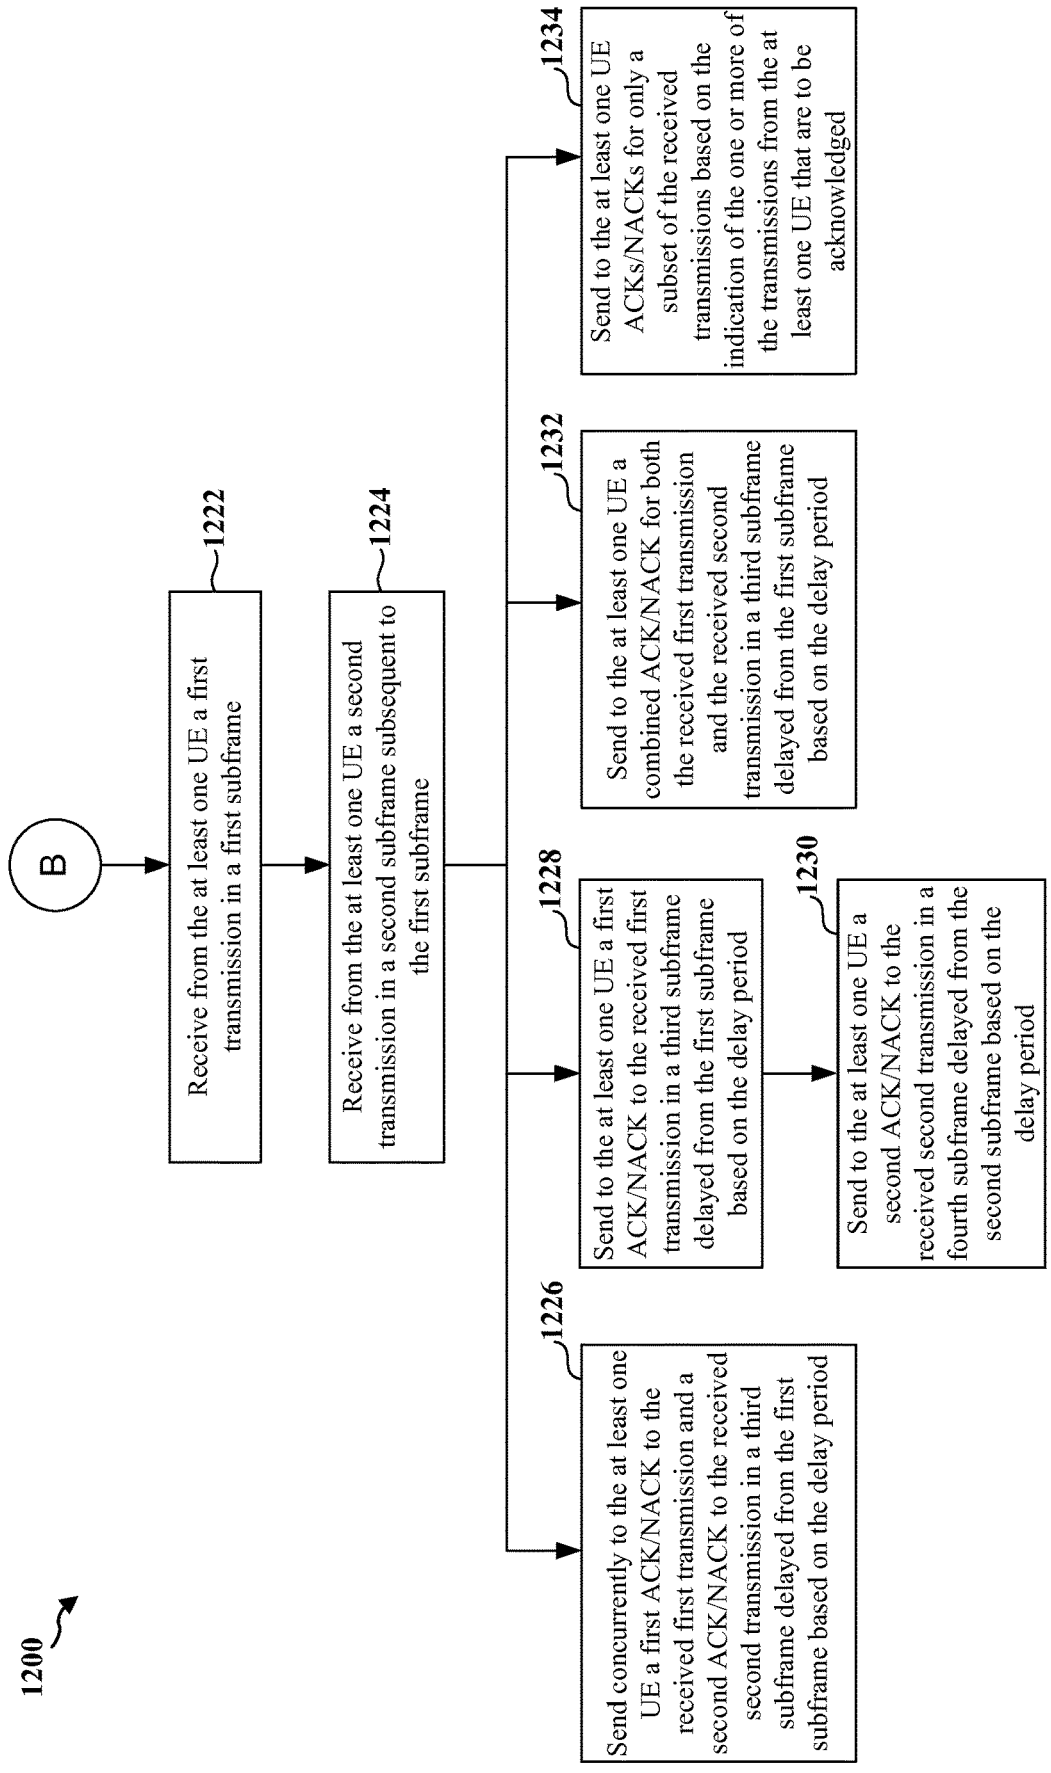 1200
B
1222
Receive from the at least one UE a first
transmission in a first subframe
1224
Receive from the at least one UE a second
transmission in a second subframe subsequent to
the first subframe
1226
Send concurrently to the at least one
UE a first ACK/NACK to the
received first transmission and a
second ACK/NACK to the received
second transmission in a third
subframe delayed from the first
subframe based on the delay period
1228
Send to the at least one UE a first
ACK/NACK to the received first
transmission in a third subframe
delayed from the first subframe
based on the delay period
1230
Send to the at least one UE a
second ACK/NACK to the
received second transmission in a
fourth subframe delayed from the
second subframe based on the
delay period
1232
Send to the at least one UE a
combined ACK/NACK for both
the received first transmission
and the received second
transmission in a third subframe
delayed from the first subframe
based on the delay period
1234
Send to the at least one UE
ACKs/NACKs for only a
subset of the received
transmissions based on the
indication of the one or more of
the transmissions from the at
least one UE that are to be
acknowledged